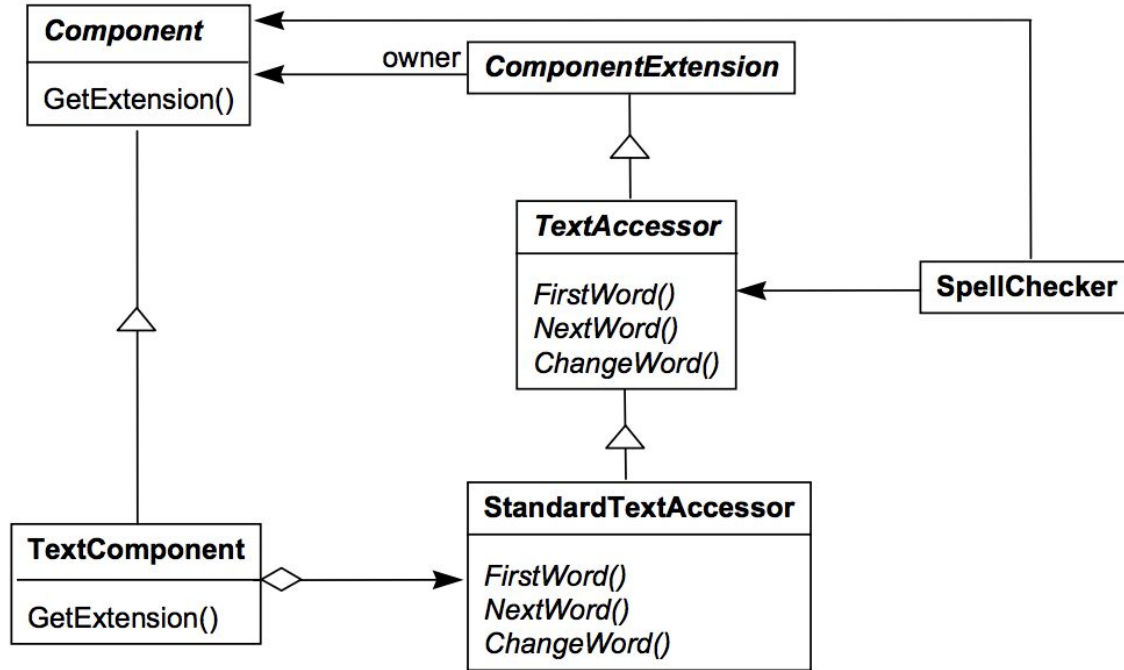 Component
GetExtension()
owner
ComponentExtension
TextAccessor
FirstWord()
NextWord()
ChangeWord()
SpellChecker
TextComponent
GetExtension()
StandardTextAccessor
FirstWord()
NextWord()
ChangeWord()